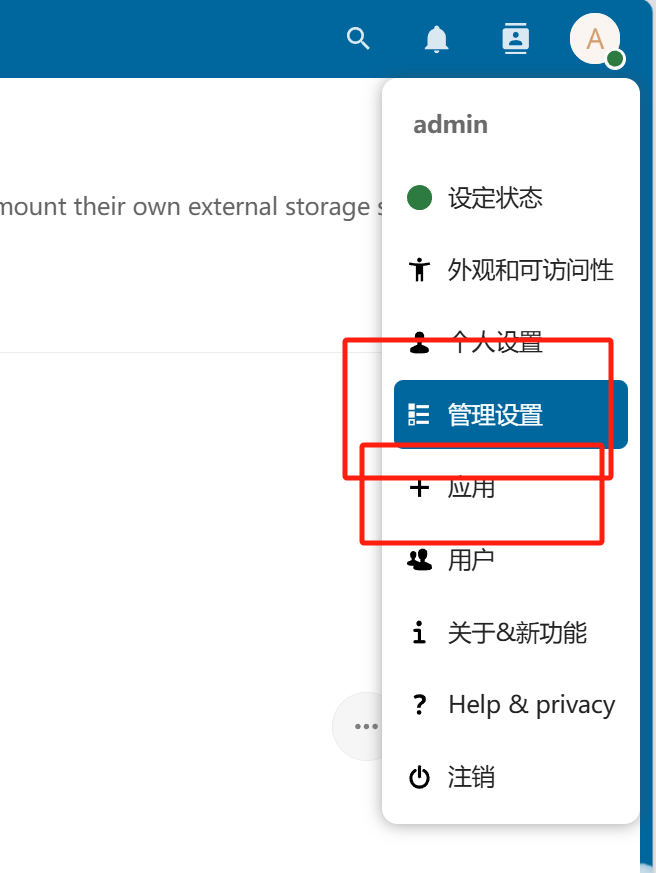 A
admin
mount their own external storage s
设定状态
外观和可访问性
个人设置
管理设置
应用
用户
关于&新功能
Help & privacy
注销